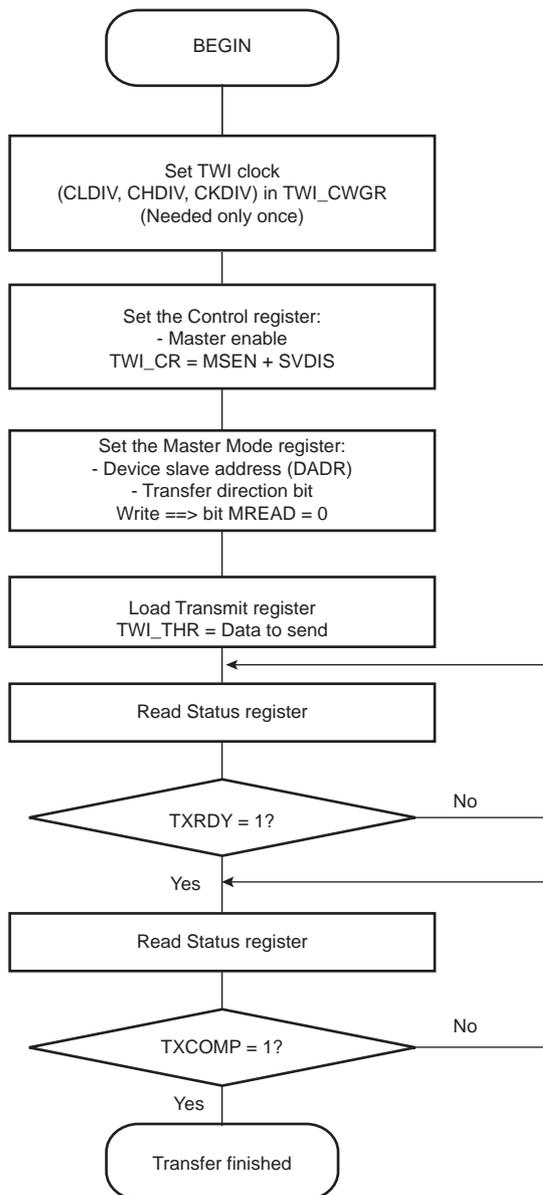 BEGIN
Set TWI clock
(CLDIV, CHDIV, CKDIV) in TWI_CWGR
(Needed only once)
Set the Control register:
- Master enable
TWI_CR = MSEN + SVDIS
Set the Master Mode register:
- Device slave address (DADR)
- Transfer direction bit
Write ==> bit MREAD = 0
Load Transmit register
TWI_THR = Data to send
Read Status register
TXRDY = 1?
No
Yes
Read Status register
TXCOMP = 1?
No
Yes
Transfer finished